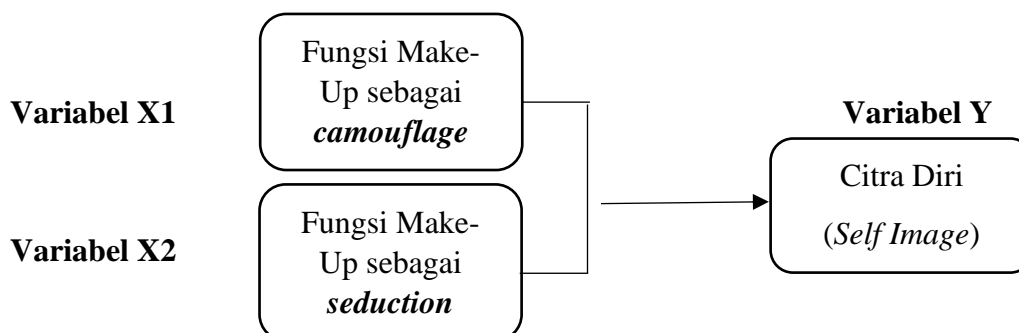 Fungsi Make-
Up sebagai
camouflage
Variabel X1
Variabel Y
Citra Diri
(Self Image)
Fungsi Make-
Up sebagai
seduction
Variabel X2